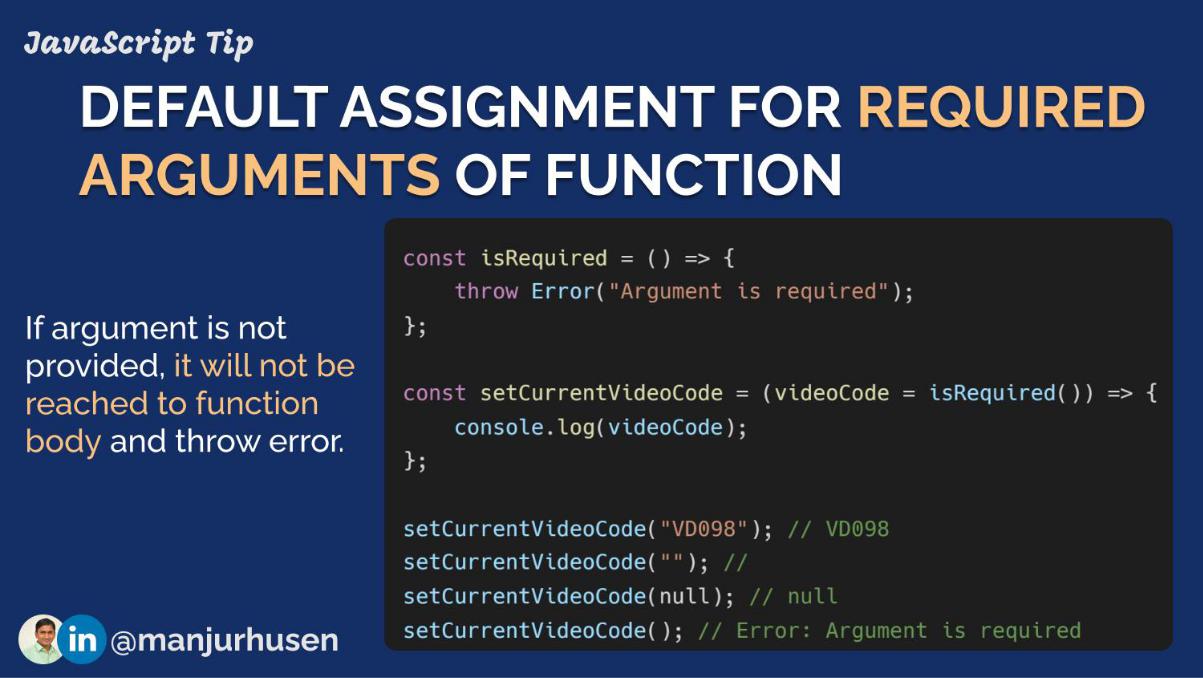 JavaScript Tip
DEFAULT ASSIGNMENT FOR REQUIRED
ARGUMENTS OF FUNCTION
If argument is not
provided, it will not be
reached to function
body and throw error.
const isRequired = () => {
    throw Error("Argument is required");
};
const setCurrentVideoCode = (videoCode = isRequired()) => {
    console.log(videoCode);
};
setCurrentVideoCode("VD098"); // VD098
setCurrentVideoCode(""); //
setCurrentVideoCode(null); // null
setCurrentVideoCode(); // Error: Argument is required
in @manjurhusen